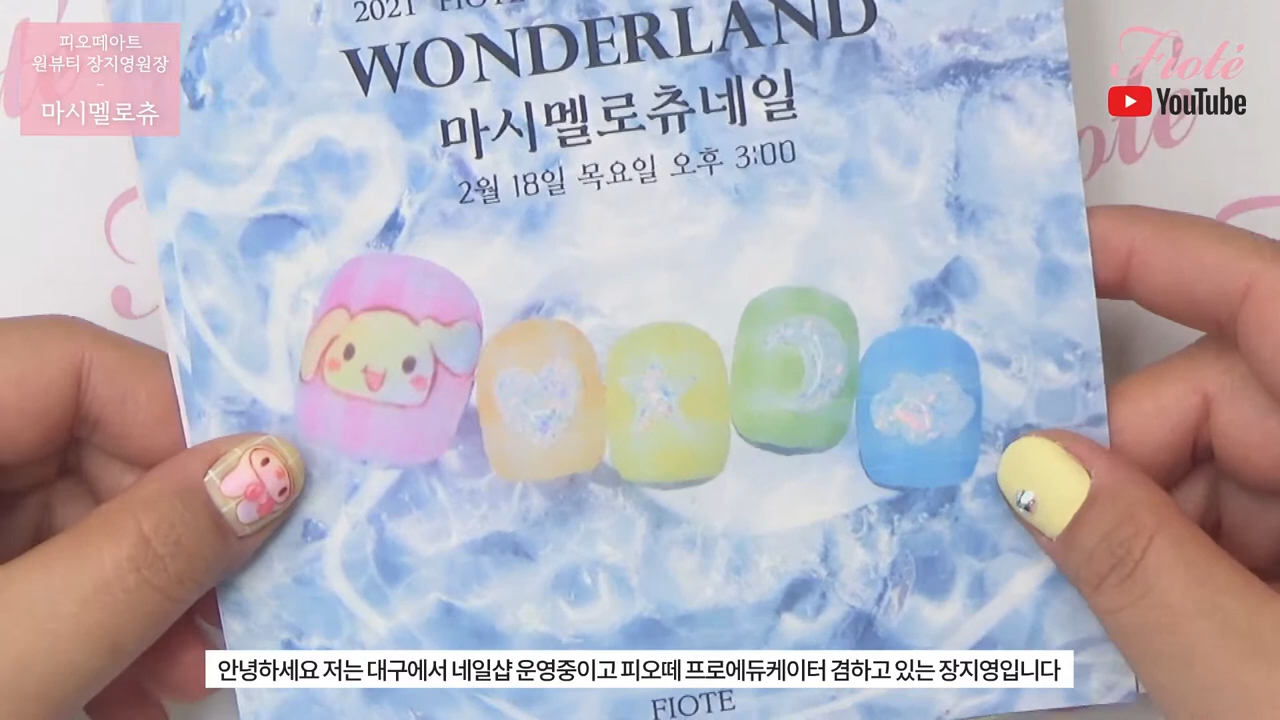 피오떼아트
원뷰티 장지영원장
-
마시멜로츄
2021 FIOTE
WONDERLAND
마시멜로츄네일
2월 18일 목요일 오후 3:00
Fioté
YouTube
안녕하세요 저는 대구에서 네일샵 운영중이고 피오떼 프로에듀케이터 겸하고 있는 장지영입니다
FIOTE